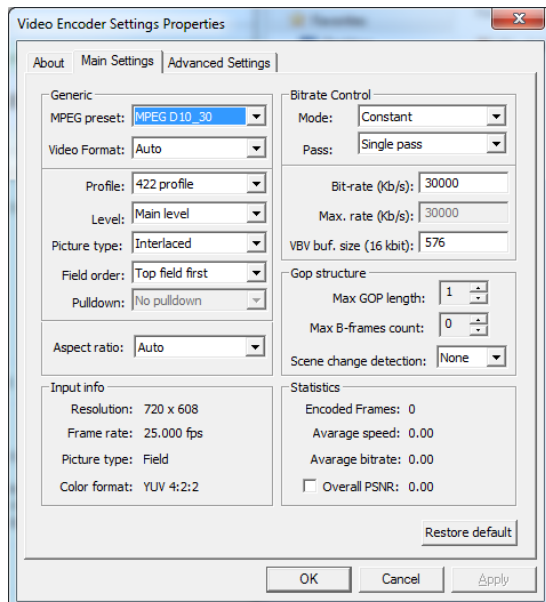 Video Encoder Settings Properties
About Main Settings Advanced Settings
Generic
MPEG preset: MPEG D10_30
Video Format: Auto
Profile: 422 profile
Level: Main level
Picture type: Interlaced
Field order: Top field first
Pulldown: No pulldown
Aspect ratio: Auto
Input info
Resolution: 720 x 608
Frame rate: 25.000 fps
Picture type: Field
Color format: YUV 4:2:2
Bitrate Control
Mode: Constant
Pass: Single pass
Bit-rate (Kb/s): 30000
Max. rate (Kb/s): 30000
VBV buf. size (16 kbit): 576
Gop structure
Max GOP length: 1
Max B-frames count: 0
Scene change detection: None
Statistics
Encoded Frames: 0
Avarage speed: 0.00
Avarage bitrate: 0.00
Overall PSNR: 0.00
Restore default
OK Cancel Apply